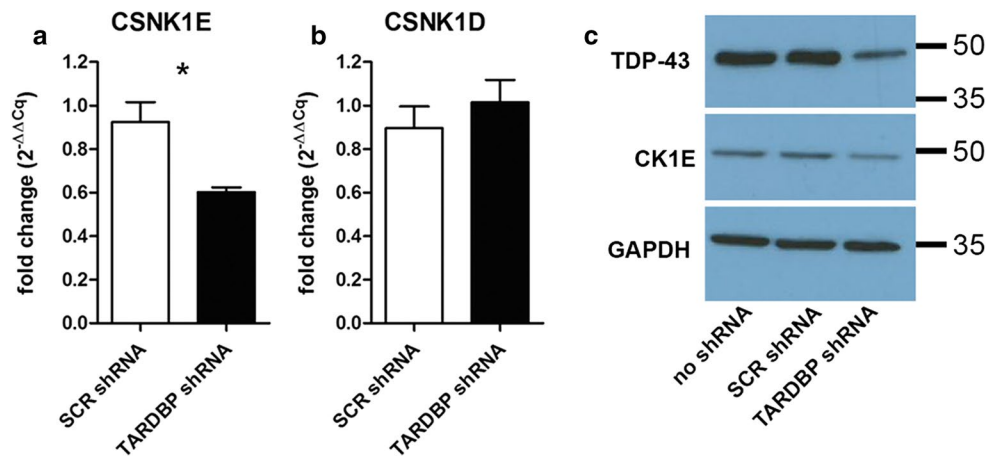 a
CSNK1E
fold change (2-ΔΔCq)
1.2
1.0
0.8
0.6
0.4
0.2
0.0
*
SCR shRNA
TARDBP shRNA
b
CSNK1D
fold change (2-ΔΔCq)
1.2
1.0
0.8
0.6
0.4
0.2
0.0
SCR shRNA
TARDBP shRNA
c
TDP-43
50
35
CK1E
50
GAPDH
35
no shRNA
SCR shRNA
TARDBP shRNA